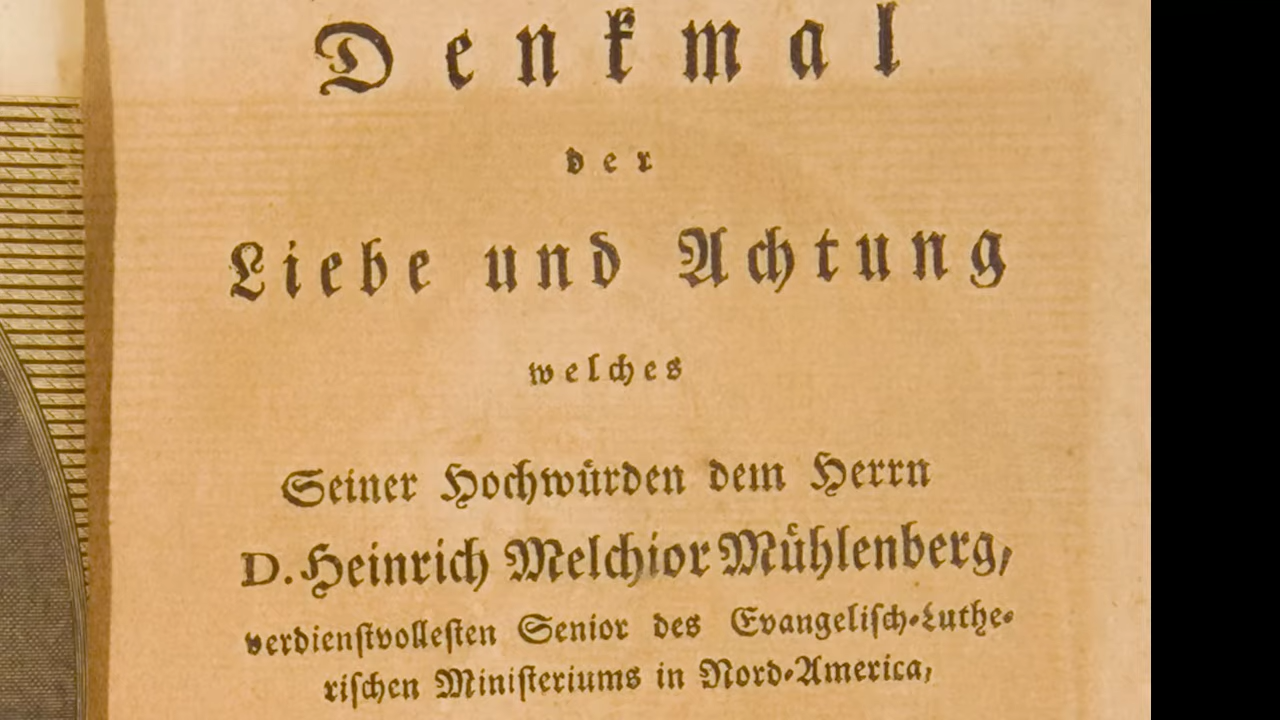 Denkmal
der
Liebe und Achtung
welches
Seiner Hochwürden dem Herrn
D. Heinrich Melchior Mühlenberg,
verdienstvollesten Senior des Evangelisch-Luthe-
rischen Ministeriums in Nord-America,